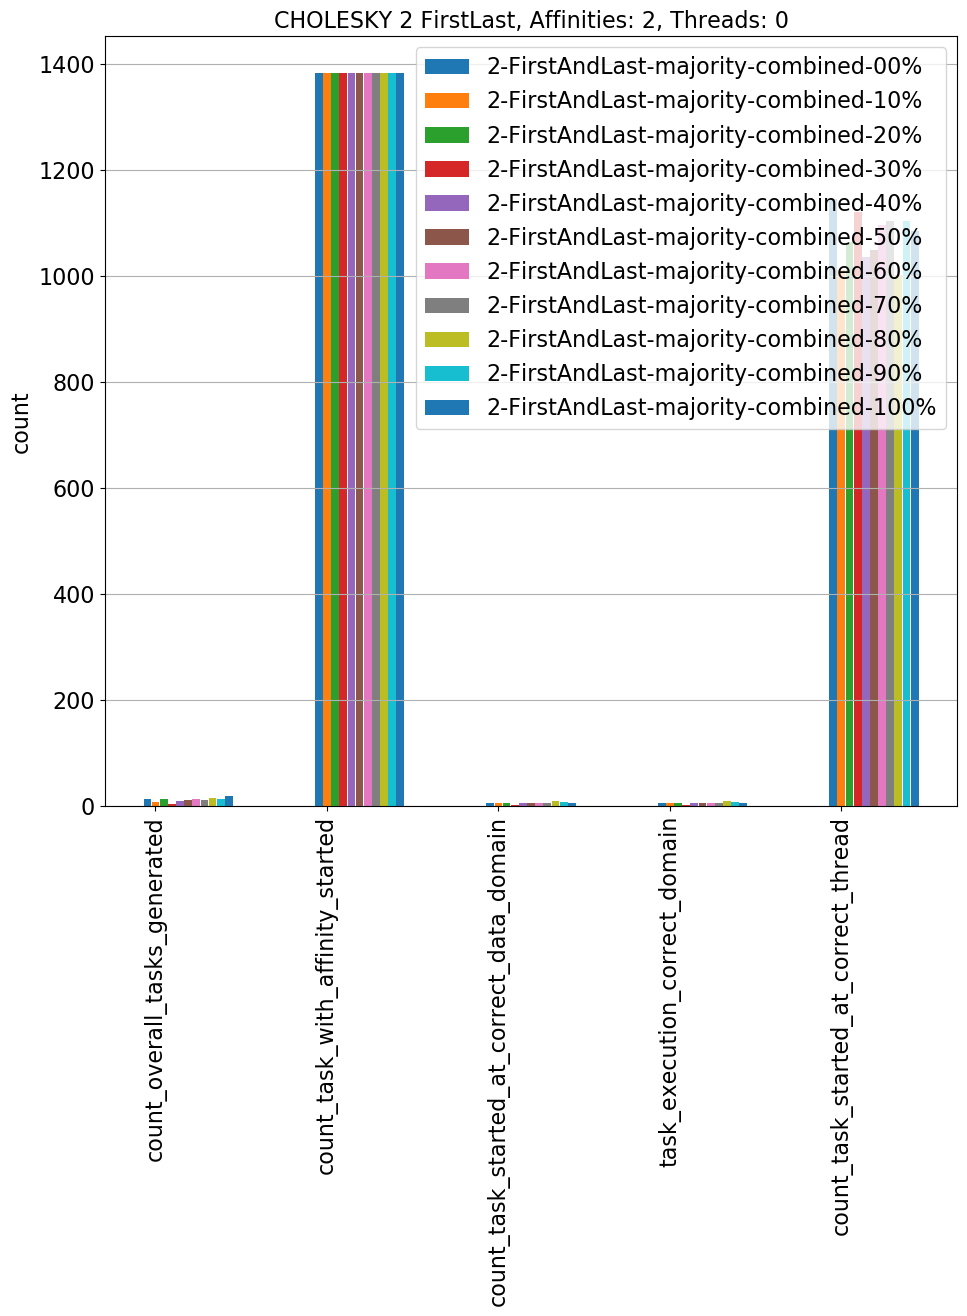 CHOLESKY 2 FirstLast, Affinities: 2, Threads: 0
1400
1200
1000
800
600
400
200
0
count
2-FirstAndLast-majority-combined-00%
2-FirstAndLast-majority-combined-10%
2-FirstAndLast-majority-combined-20%
2-FirstAndLast-majority-combined-30%
2-FirstAndLast-majority-combined-40%
2-FirstAndLast-majority-combined-50%
2-FirstAndLast-majority-combined-60%
2-FirstAndLast-majority-combined-70%
2-FirstAndLast-majority-combined-80%
2-FirstAndLast-majority-combined-90%
2-FirstAndLast-majority-combined-100%
count_overall_tasks_generated
count_task_with_affinity_started
count_task_started_at_correct_data_domain
task_execution_correct_domain
count_task_started_at_correct_thread